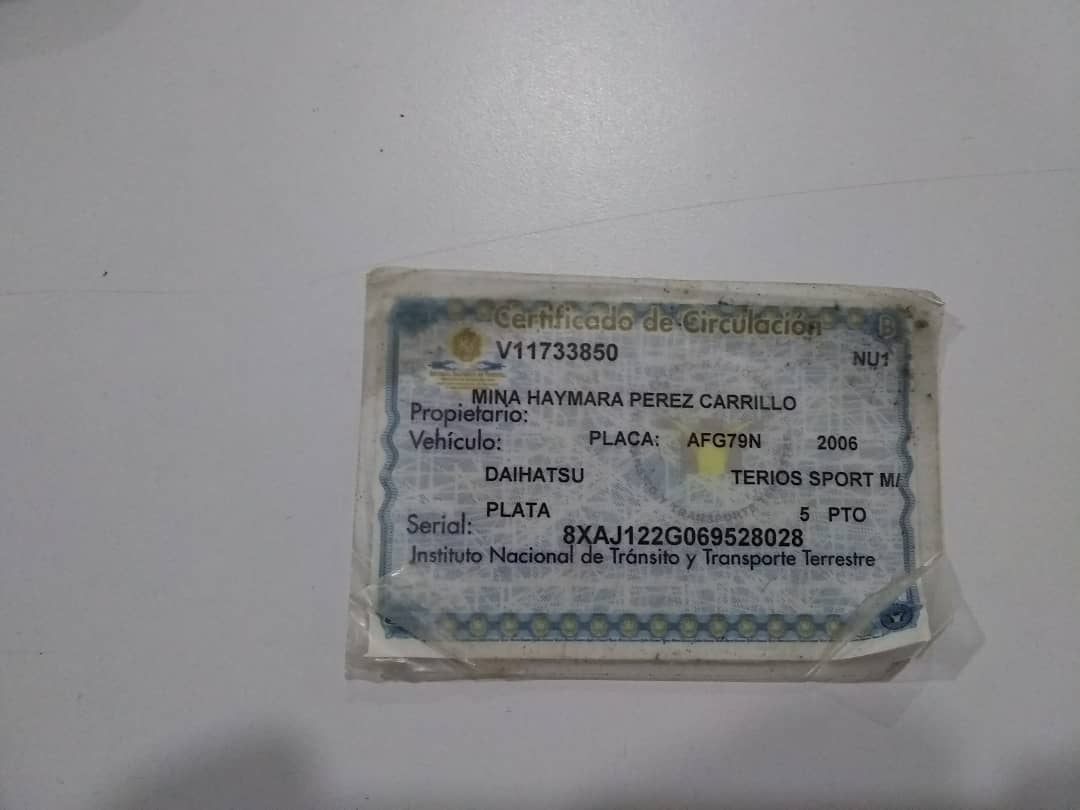 Certificado de Circulación B
V11733850 NU1
MINA HAYMARA PEREZ CARRILLO
Propietario:
Vehículo: PLACA: AFG79N 2006
DAIHATSU TERIOS SPORT M/
PLATA 5 PTO
Serial: 8XAJ122G069528028
Instituto Nacional de Tránsito y Transporte Terrestre